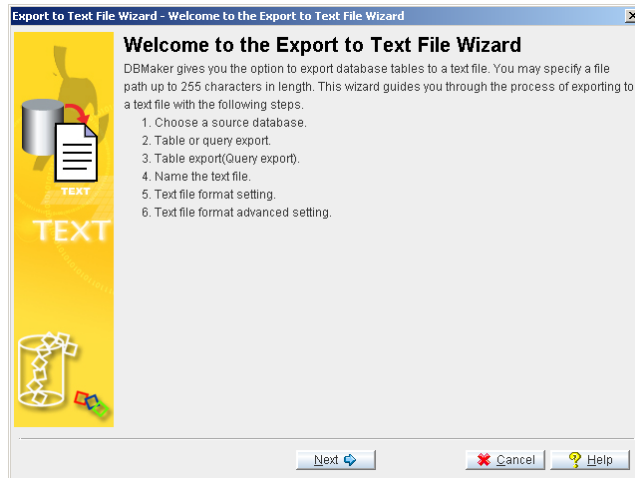 Export to Text File Wizard - Welcome to the Export to Text File Wizard
Welcome to the Export to Text File Wizard
DBMaker gives you the option to export database tables to a text file. You may specify a file
path up to 255 characters in length. This wizard guides you through the process of exporting to
a text file with the following steps.
1. Choose a source database.
2. Table or query export.
3. Table export(Query export).
4. Name the text file.
5. Text file format setting.
6. Text file format advanced setting.
TEXT
TEXT
Next
Cancel
Help